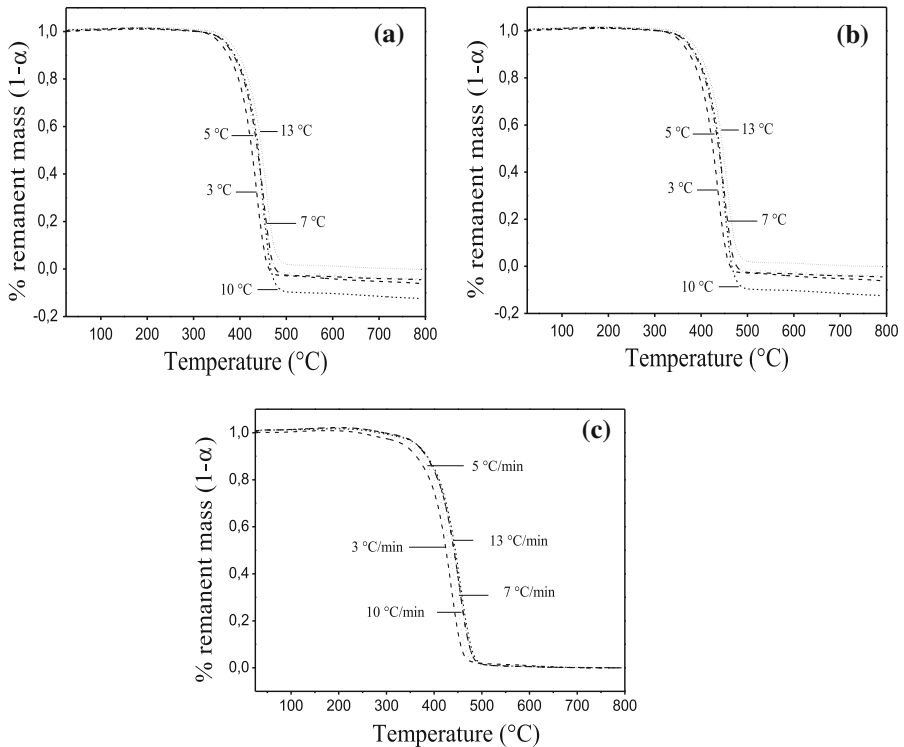 (a)
% remanent mass (1-α)
1,0
0,8
0,6
0,4
0,2
0,0
-0,2
5 °C
13 °C
3 °C
7 °C
10 °C
100 200 300 400 500 600 700 800
Temperature (°C)
(b)
% remanent mass (1-α)
1,0
0,8
0,6
0,4
0,2
0,0
-0,2
5 °C
13 °C
3 °C
7 °C
10 °C
100 200 300 400 500 600 700 800
Temperature (°C)
(c)
% remanent mass (1-α)
1,0
0,8
0,6
0,4
0,2
0,0
5 °C/min
3 °C/min
13 °C/min
7 °C/min
10 °C/min
100 200 300 400 500 600 700 800
Temperature (°C)